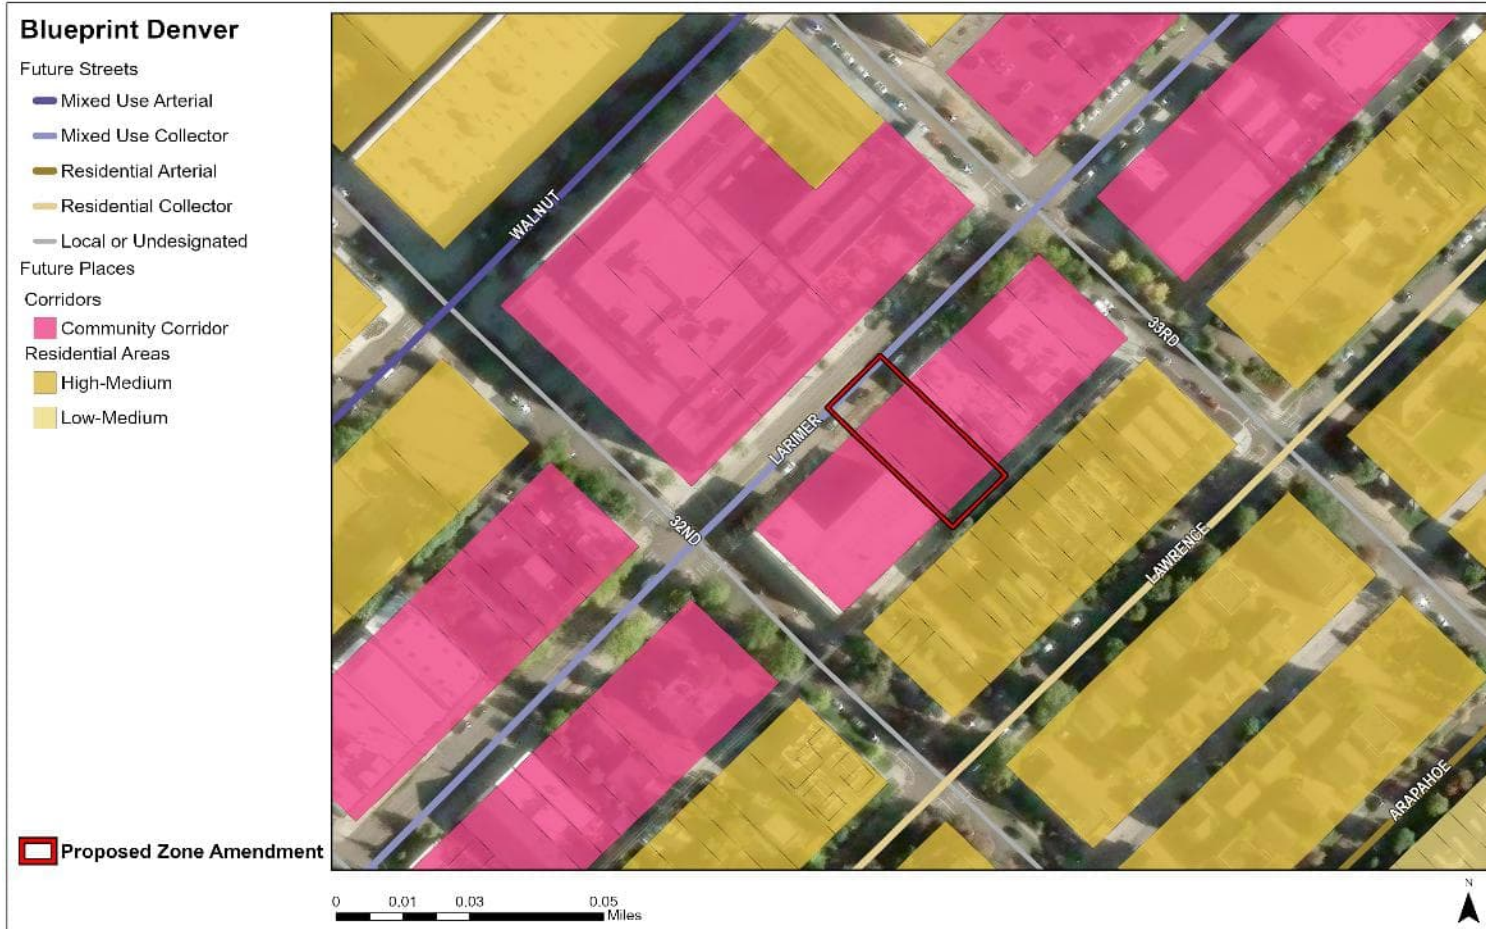 Blueprint Denver
Future Streets
Mixed Use Arterial
Mixed Use Collector
Residential Arterial
Residential Collector
Local or Undesignated
Future Places
Corridors
Community Corridor
Residential Areas
High-Medium
Low-Medium
Proposed Zone Amendment
WALNUT
33RD
LARIMER
32ND
LAWRENCE
ARAPAHOE
0 0.01 0.03 0.05
Miles
N